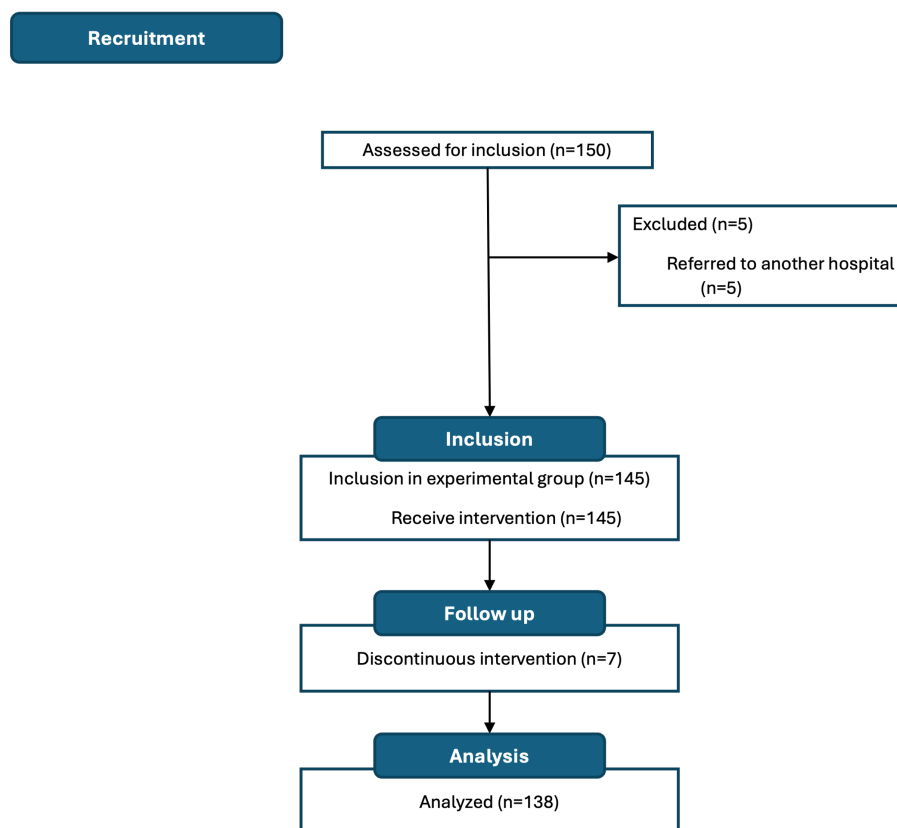 Recruitment
Assessed for inclusion (n=150)
Excluded (n=5)
Referred to another hospital
(n=5)
Inclusion
Inclusion in experimental group (n=145)
Receive intervention (n=145)
Follow up
Discontinuous intervention (n=7)
Analysis
Analyzed (n=138)